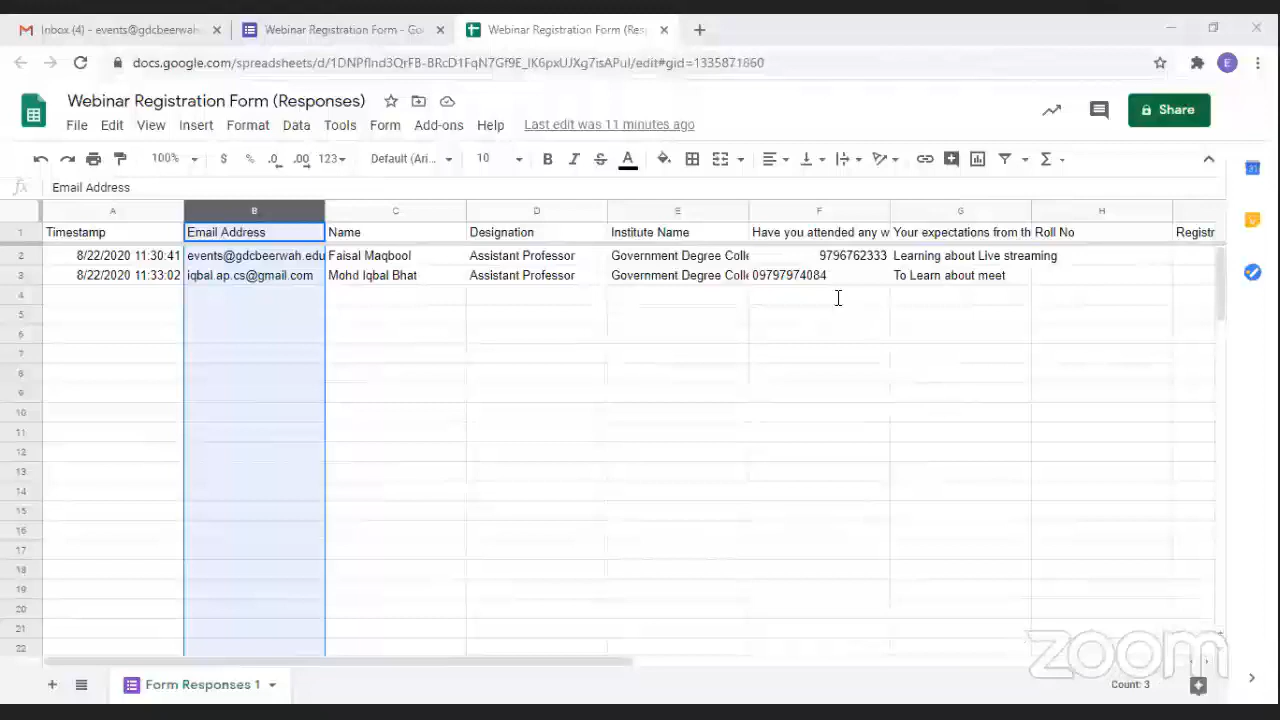 Inbox (4) - events@gdcbeerwah
Webinar Registration Form - Go
Webinar Registration Form (Resp
docs.google.com/spreadsheets/d/
E
Webinar Registration Form (Responses)
File Edit View Insert Format Data Tools Form Add-ons Help Last edit was 11 minutes ago
Share
100% $ % .0 .00 123 Default (Ari... 10 B I S A Σ
fx Email Address
A B C D E F G H
1 Timestamp Email Address Name Designation Institute Name Have you attended any w Your expectations from th Roll No Registr
2 8/22/2020 11:30:41 events@gdcbeerwah.edu Faisal Maqbool Assistant Professor Government Degree Colle 9796762333 Learning about Live streaming
3 8/22/2020 11:33:02 iqbal.ap.cs@gmail.com Mohd Iqbal Bhat Assistant Professor Government Degree Colle 09797974084 To Learn about meet
4
5
6
7
8
9
10
11
12
13
14
15
16
17
18
19
20
21
22
zoom
Form Responses 1
Count: 3